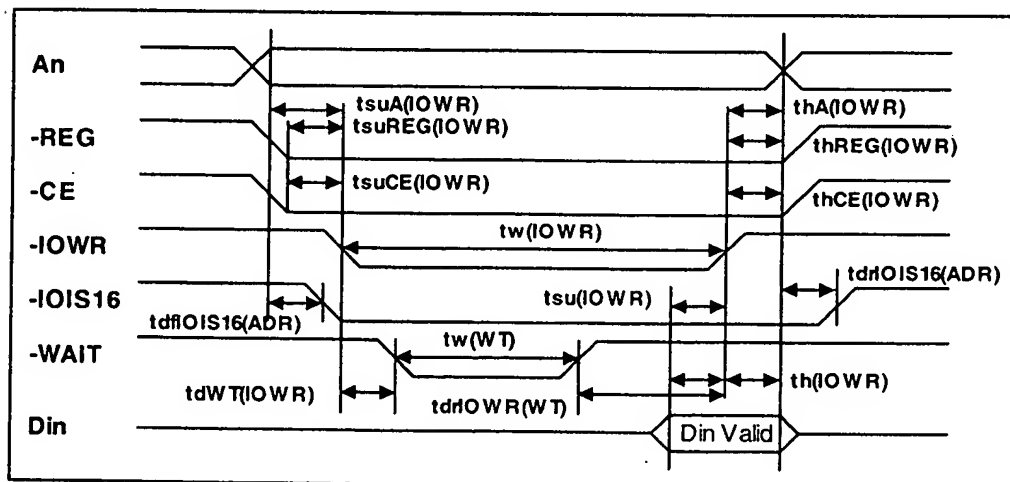 An
tsuA(IOWR)
thA(IOWR)
tsuREG(IOWR)
-REG
thREG(IOWR)
-CE
tsuCE(IOWR)
thCE(IOWR)
-IOWR
tw(IOWR)
tdrIOIS16(ADR)
-IOIS16
tsu(IOWR)
tdfIOIS16(ADR)
-WAIT
tw(WT)
tdWT(IOWR)
tdrIOWR(WT)
th(IOWR)
Din
Din Valid